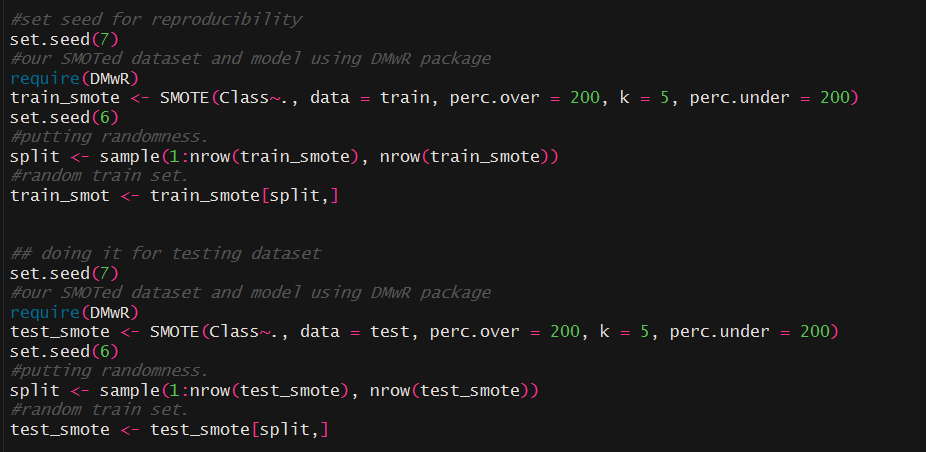 #set seed for reproducibility
set.seed(7)
#our SMOTed dataset and model using DMwR package
require(DMwR)
train_smote <- SMOTE(Class~., data = train, perc.over = 200, k = 5, perc.under = 200)
set.seed(6)
#putting randomness.
split <- sample(1:nrow(train_smote), nrow(train_smote))
#random train set.
train_smot <- train_smote[split,]
## doing it for testing dataset
set.seed(7)
#our SMOTed dataset and model using DMwR package
require(DMwR)
test_smote <- SMOTE(Class~., data = test, perc.over = 200, k = 5, perc.under = 200)
set.seed(6)
#putting randomness.
split <- sample(1:nrow(test_smote), nrow(test_smote))
#random train set.
test_smote <- test_smote[split,]